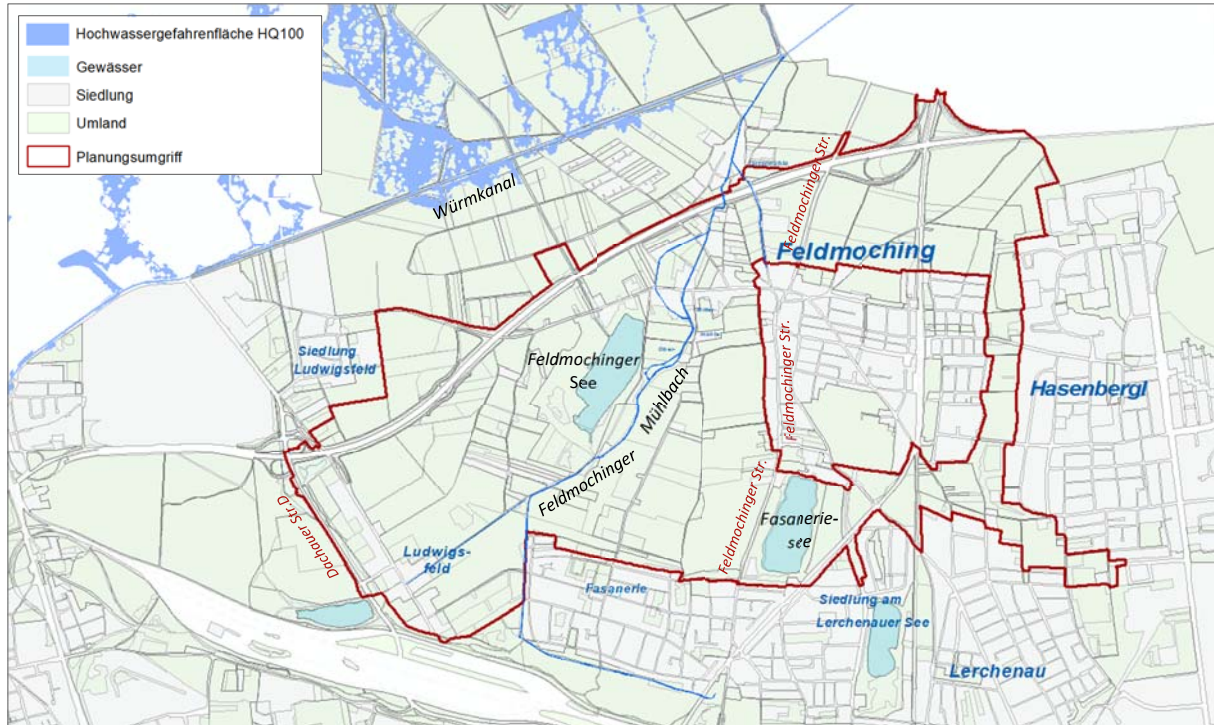 Hochwassergefahrenfläche HQ100
Gewässer
Siedlung
Umland
Planungsumgriff
Würmkanal
Feldmochinger Str.
Feldmoching
Siedlung
Ludwigsfeld
Feldmochinger
See
Mühlbach
Feldmochinger
Feldmochinger Str.
Hasenbergl
Feldmochinger Str.
Fasanerie-
see
Dachauer Str.D
Ludwigs-
feld
Fasanerie
Siedlung am
Lerchenauer See
Lerchenau